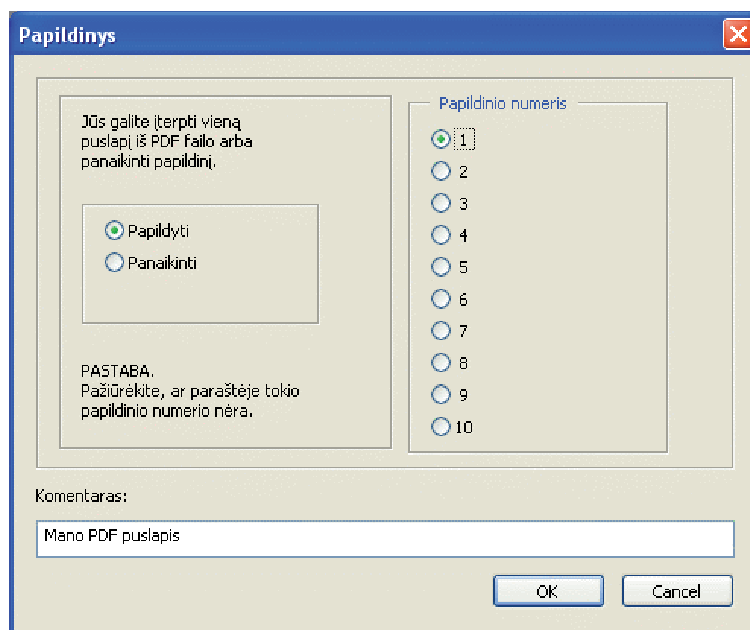 Papildinys
Jūs galite įterpti vieną
puslapį iš PDF failo arba
panaikinti papildinį.
Papildyti
Panaikinti
PASTABA.
Pažiūrėkite, ar paraštėje tokio
papildinio numerio nėra.
Papildinio numeris
1
2
3
4
5
6
7
8
9
10
Komentaras:
Mano PDF puslapis
OK
Cancel